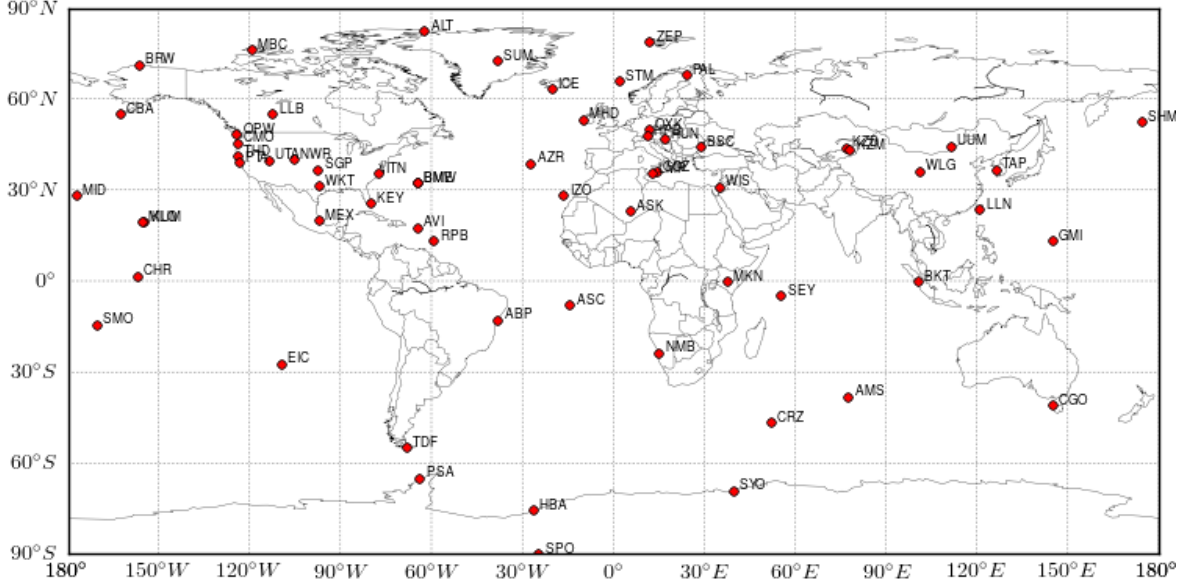 90°N
ALT
ZEP
MBC
BRW
SUM
PAL
STM
ICE
60°N
CBA
LLB
MHD
SHM
OXK
HUN
BSC
UUM
KZD
KZM
OPW
CMO
THD
PTA
UTA
NWR
SGP
ITN
AZR
WLG
TAP
WKT
BMW
30°N
MID
IZO
WIS
KEY
ASK
LLN
MEX
AVI
RPB
GMI
CHR
0°
MKN
BKT
SEY
ASC
SMO
ABP
NMB
EIC
30°S
AMS
CGO
CRZ
TDF
60°S
PSA
SYO
HBA
SPO
90°S
180°
150°W
120°W
90°W
60°W
30°W
0°
30°E
60°E
90°E
120°E
150°E
180°